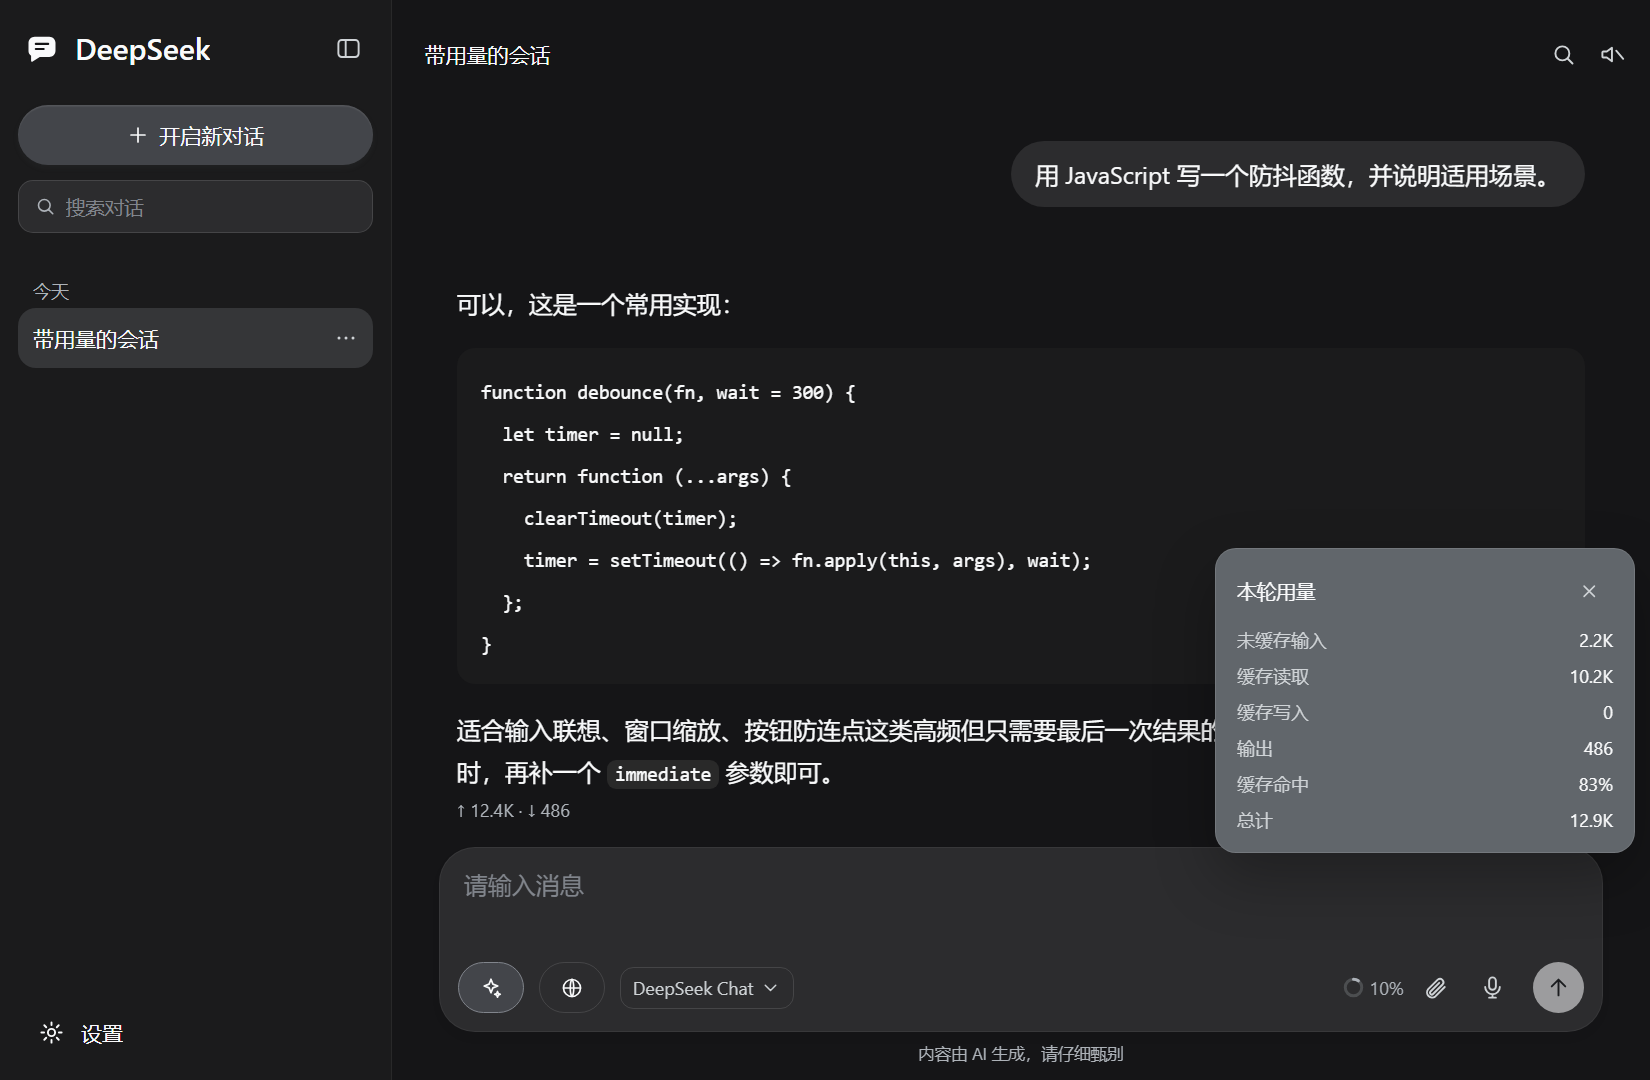 DeepSeek
开启新对话
搜索对话
今天
带用量的会话
设置
带用量的会话
用 JavaScript 写一个防抖函数，并说明适用场景。
可以，这是一个常用实现：
function debounce(fn, wait = 300) {
  let timer = null;
  return function (...args) {
    clearTimeout(timer);
    timer = setTimeout(() => fn.apply(this, args), wait);
  };
}
适合输入联想、窗口缩放、按钮防连点这类高频但只需要最后一次结果的
时，再补一个 immediate 参数即可。
↑ 12.4K · ↓ 486
本轮用量
未缓存输入 2.2K
缓存读取 10.2K
缓存写入 0
输出 486
缓存命中 83%
总计 12.9K
请输入消息
DeepSeek Chat
10%
内容由 AI 生成，请仔细甄别